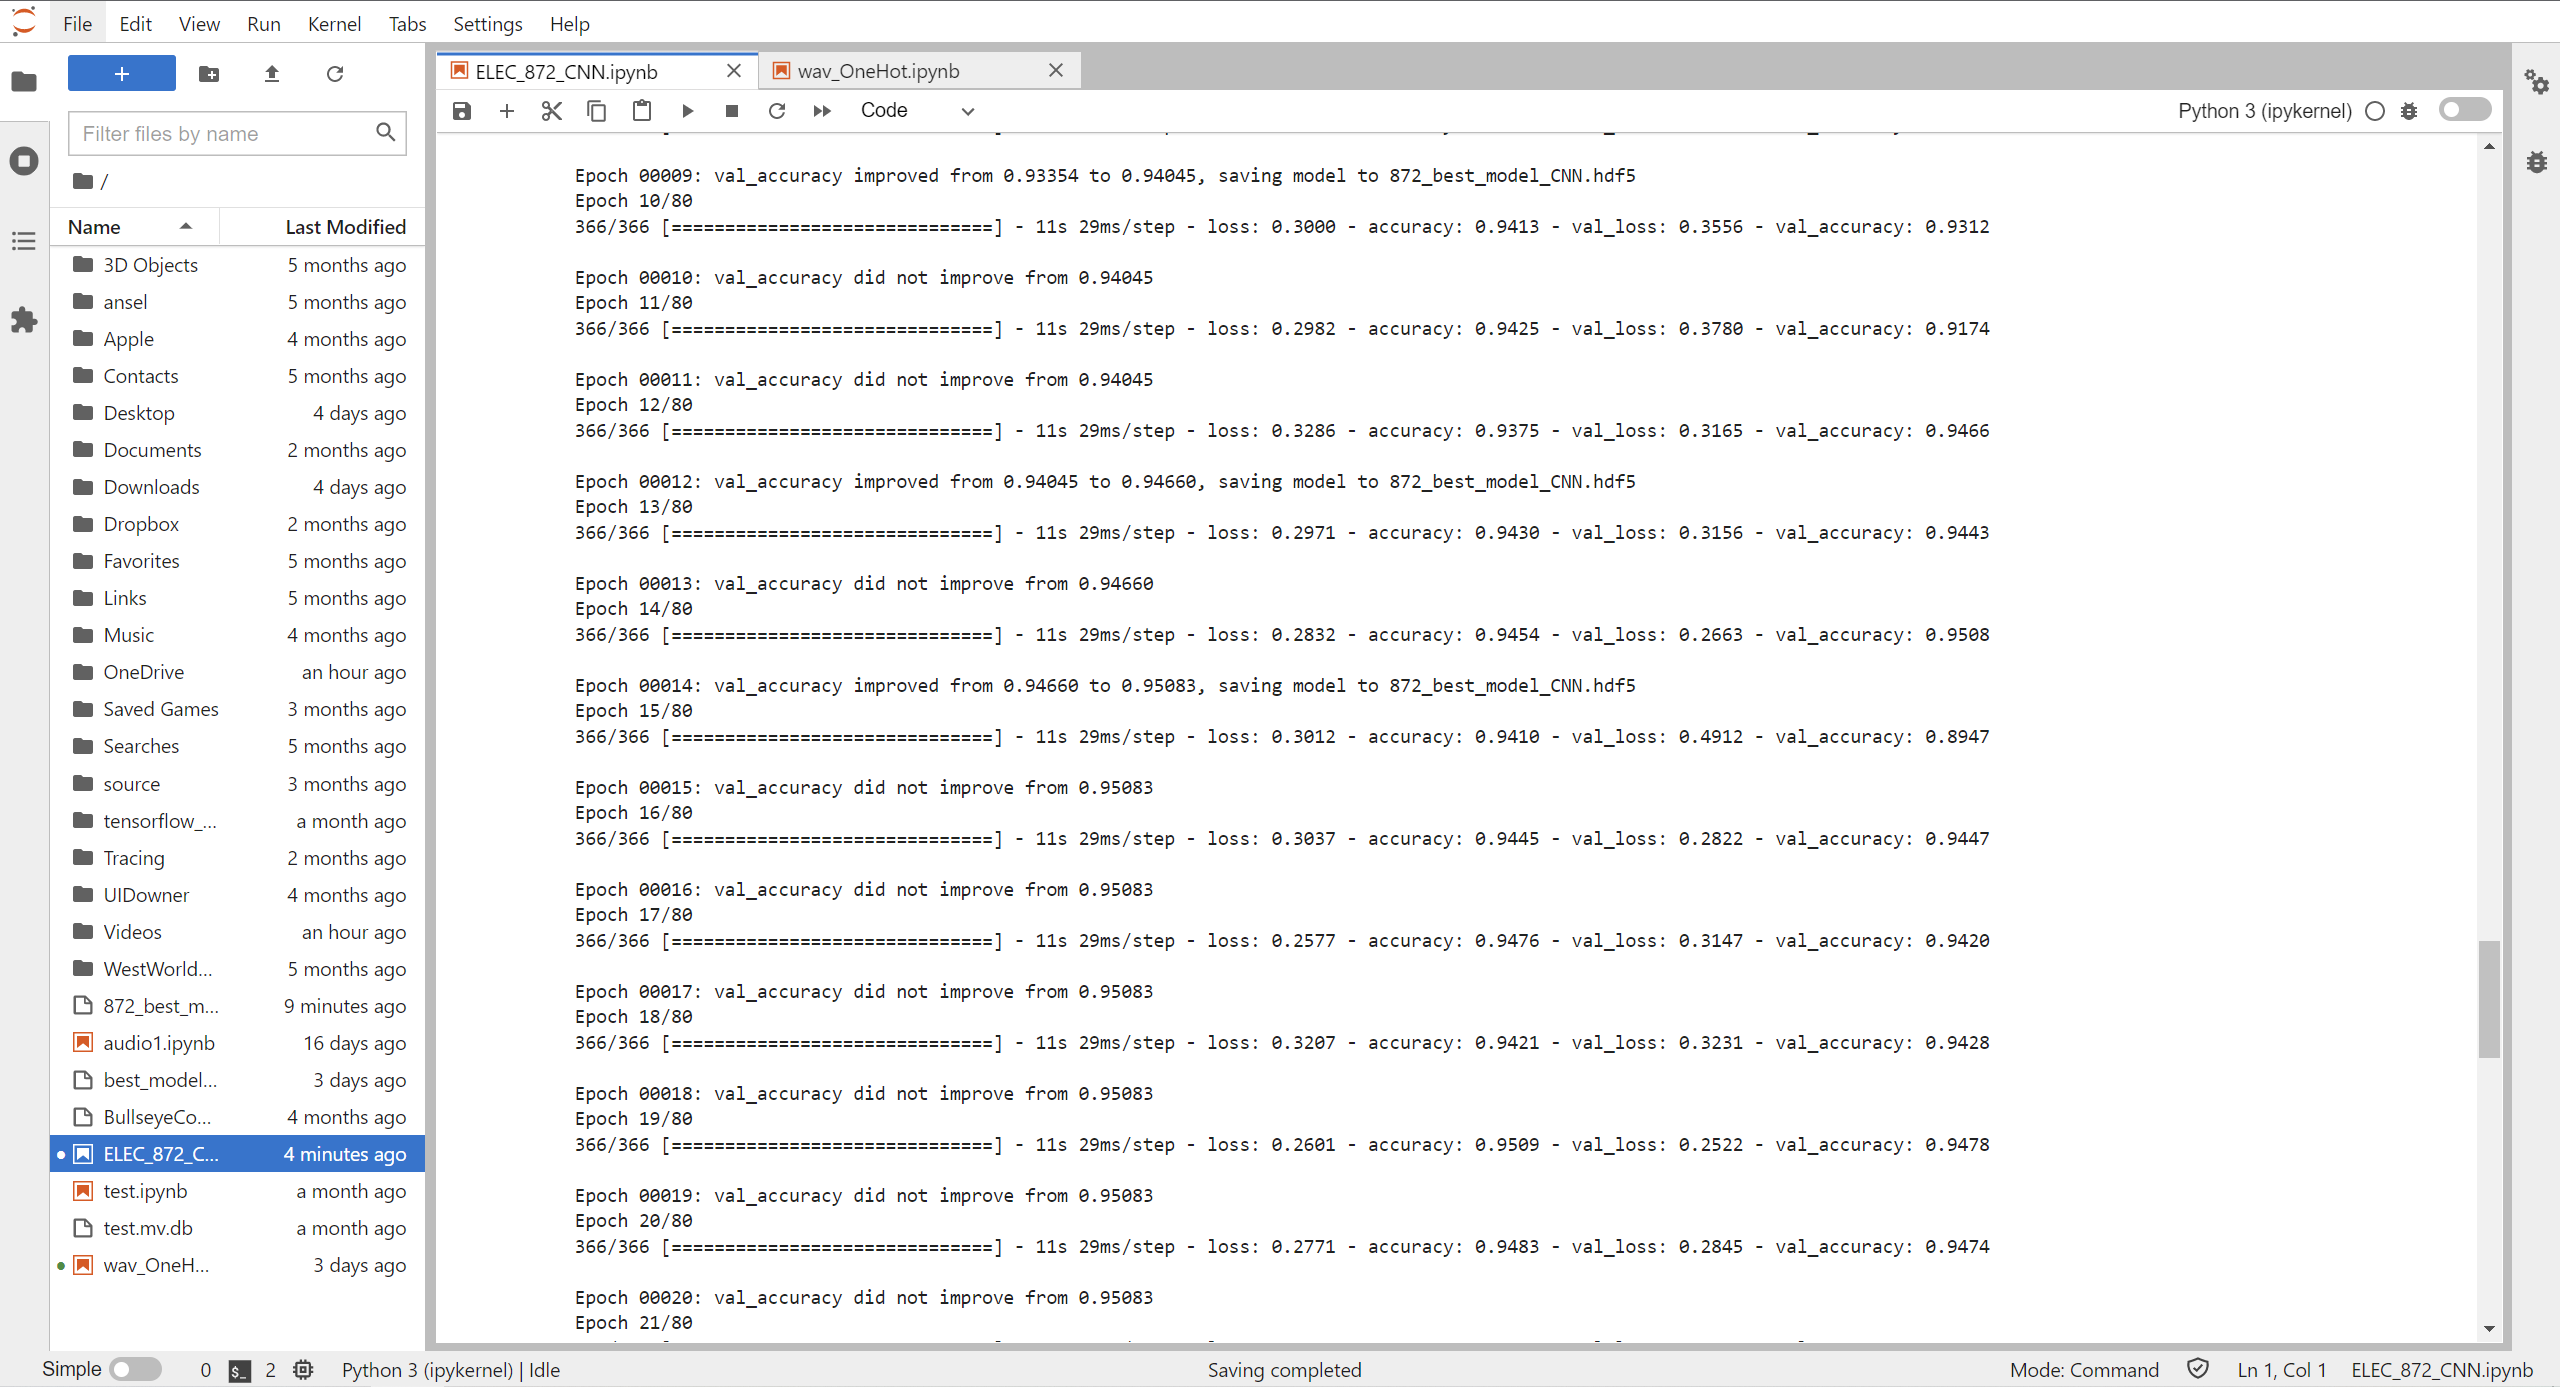 File Edit View Run Kernel Tabs Settings Help
+
Filter files by name
/
Name Last Modified
3D Objects 5 months ago
ansel 5 months ago
Apple 4 months ago
Contacts 5 months ago
Desktop 4 days ago
Documents 2 months ago
Downloads 4 days ago
Dropbox 2 months ago
Favorites 5 months ago
Links 5 months ago
Music 4 months ago
OneDrive an hour ago
Saved Games 3 months ago
Searches 5 months ago
source 3 months ago
tensorflow_... a month ago
Tracing 2 months ago
UIDowner 4 months ago
Videos an hour ago
WestWorld... 5 months ago
872_best_m... 9 minutes ago
audio1.ipynb 16 days ago
best_model... 3 days ago
BullseyeCo... 4 months ago
ELEC_872_C... 4 minutes ago
test.ipynb a month ago
test.mv.db a month ago
wav_OneH... 3 days ago
ELEC_872_CNN.ipynb wav_OneHot.ipynb
Code Python 3 (ipykernel)
Epoch 00009: val_accuracy improved from 0.93354 to 0.94045, saving model to 872_best_model_CNN.hdf5
Epoch 10/80
366/366 [==============================] - 11s 29ms/step - loss: 0.3000 - accuracy: 0.9413 - val_loss: 0.3556 - val_accuracy: 0.9312
Epoch 00010: val_accuracy did not improve from 0.94045
Epoch 11/80
366/366 [==============================] - 11s 29ms/step - loss: 0.2982 - accuracy: 0.9425 - val_loss: 0.3780 - val_accuracy: 0.9174
Epoch 00011: val_accuracy did not improve from 0.94045
Epoch 12/80
366/366 [==============================] - 11s 29ms/step - loss: 0.3286 - accuracy: 0.9375 - val_loss: 0.3165 - val_accuracy: 0.9466
Epoch 00012: val_accuracy improved from 0.94045 to 0.94660, saving model to 872_best_model_CNN.hdf5
Epoch 13/80
366/366 [==============================] - 11s 29ms/step - loss: 0.2971 - accuracy: 0.9430 - val_loss: 0.3156 - val_accuracy: 0.9443
Epoch 00013: val_accuracy did not improve from 0.94660
Epoch 14/80
366/366 [==============================] - 11s 29ms/step - loss: 0.2832 - accuracy: 0.9454 - val_loss: 0.2663 - val_accuracy: 0.9508
Epoch 00014: val_accuracy improved from 0.94660 to 0.95083, saving model to 872_best_model_CNN.hdf5
Epoch 15/80
366/366 [==============================] - 11s 29ms/step - loss: 0.3012 - accuracy: 0.9410 - val_loss: 0.4912 - val_accuracy: 0.8947
Epoch 00015: val_accuracy did not improve from 0.95083
Epoch 16/80
366/366 [==============================] - 11s 29ms/step - loss: 0.3037 - accuracy: 0.9445 - val_loss: 0.2822 - val_accuracy: 0.9447
Epoch 00016: val_accuracy did not improve from 0.95083
Epoch 17/80
366/366 [==============================] - 11s 29ms/step - loss: 0.2577 - accuracy: 0.9476 - val_loss: 0.3147 - val_accuracy: 0.9420
Epoch 00017: val_accuracy did not improve from 0.95083
Epoch 18/80
366/366 [==============================] - 11s 29ms/step - loss: 0.3207 - accuracy: 0.9421 - val_loss: 0.3231 - val_accuracy: 0.9428
Epoch 00018: val_accuracy did not improve from 0.95083
Epoch 19/80
366/366 [==============================] - 11s 29ms/step - loss: 0.2601 - accuracy: 0.9509 - val_loss: 0.2522 - val_accuracy: 0.9478
Epoch 00019: val_accuracy did not improve from 0.95083
Epoch 20/80
366/366 [==============================] - 11s 29ms/step - loss: 0.2771 - accuracy: 0.9483 - val_loss: 0.2845 - val_accuracy: 0.9474
Epoch 00020: val_accuracy did not improve from 0.95083
Epoch 21/80
Simple 0 $_ 2 Python 3 (ipykernel) | Idle Saving completed Mode: Command Ln 1, Col 1 ELEC_872_CNN.ipynb